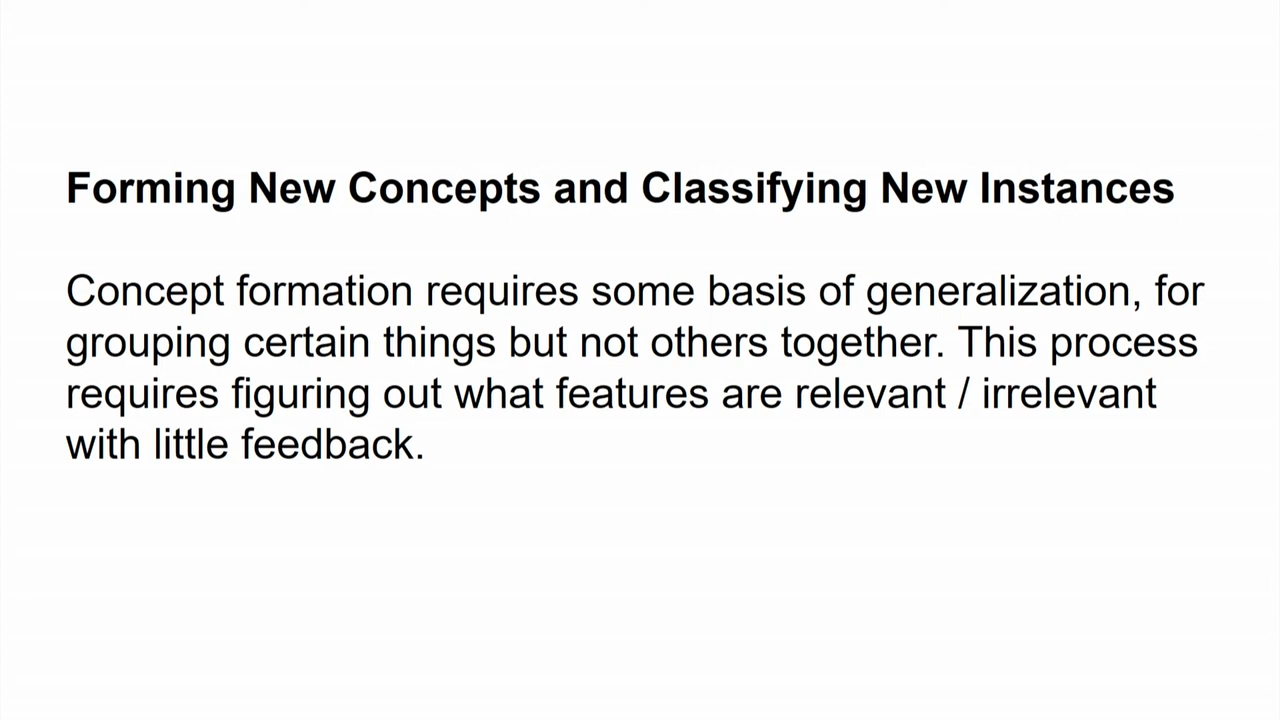 Forming New Concepts and Classifying New Instances
Concept formation requires some basis of generalization, for
grouping certain things but not others together. This process
requires figuring out what features are relevant / irrelevant
with little feedback.